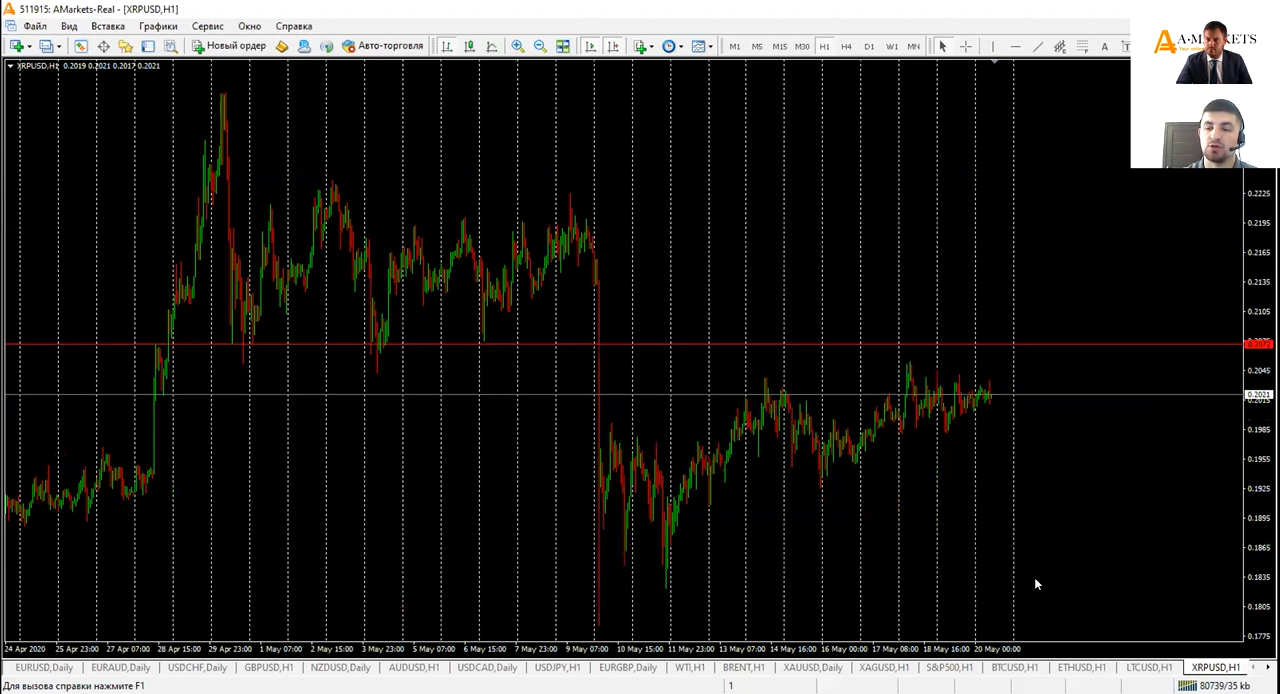 511915: AMarkets-Real - [XRPUSD,H1]
Файл Вид Вставка Графики Сервис Окно Справка
Новый ордер Авто-торговля M1 M5 M15 M30 H1 H4 D1 W1 MN A T
A·MARKETS
XRPUSD,H1 0.2019 0.2021 0.2017 0.2021
0.2225
0.2195
0.2165
0.2135
0.2105
0.2072
0.2045
0.2021
0.1985
0.1955
0.1925
0.1895
0.1865
0.1835
0.1805
0.1775
24 Apr 2020 25 Apr 23:00 27 Apr 07:00 28 Apr 15:00 29 Apr 23:00 1 May 07:00 2 May 15:00 3 May 23:00 5 May 07:00 6 May 15:00 7 May 23:00 9 May 07:00 10 May 15:00 11 May 23:00 13 May 07:00 14 May 16:00 16 May 00:00 17 May 08:00 18 May 16:00 20 May 00:00
EURUSD,Daily EURAUD,Daily USDCHF,Daily GBPUSD,H1 NZDUSD,Daily AUDUSD,H1 USDCAD,Daily USDJPY,H1 EURGBP,Daily WTI,H1 BRENT,H1 XAUUSD,Daily XAGUSD,H1 S&P500,H1 BTCUSD,H1 ETHUSD,H1 LTCUSD,H1 XRPUSD,H1
Для вызова справки нажмите F1 1 80739/35 kb